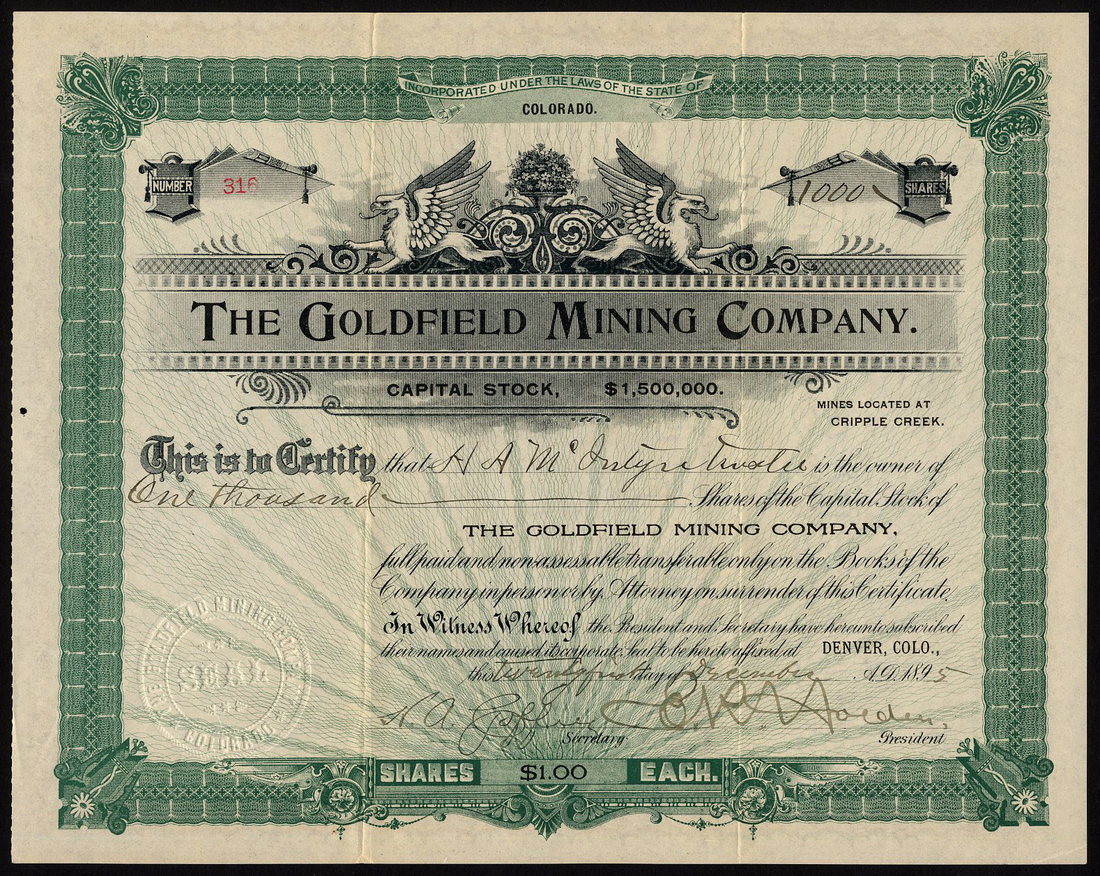 INCORPORATED UNDER THE LAWS OF THE STATE OF
COLORADO.
NUMBER 316
1000 SHARES
THE GOLDFIELD MINING COMPANY.
CAPITAL STOCK, $1,500,000.
MINES LOCATED AT
CRIPPLE CREEK.
This is to Certify that H A McIntyre trustee is the owner of
One thousand Shares of the Capital Stock of
THE GOLDFIELD MINING COMPANY,
full paid and non-assessable transferable only on the Books of the
Company in person or by Attorney on surrender of this Certificate.
In Witness Whereof the President and Secretary have hereunto subscribed
their names and caused its corporate seal to be hereto affixed at DENVER, COLO.,
this twenty first day of December A.D. 1895
H. A.
Secretary
President
SEAL
COLORADO
SHARES $1.00 EACH.